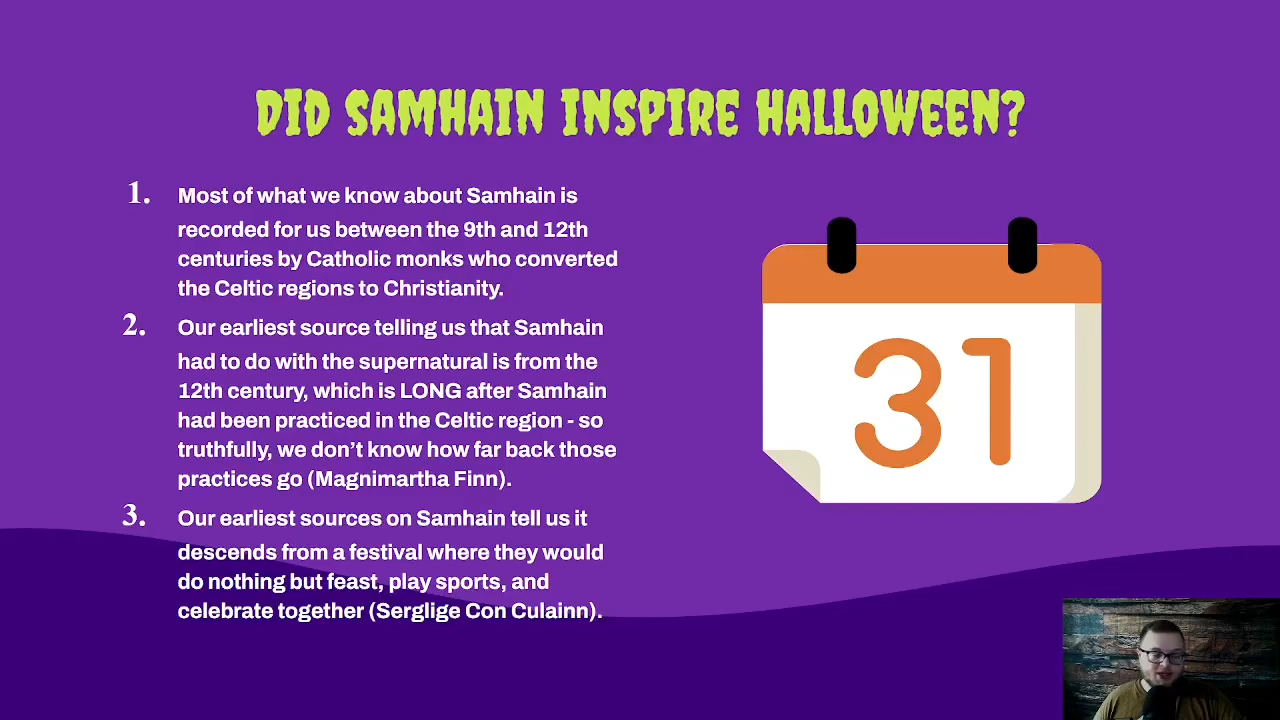 DID SAMHAIN INSPIRE HALLOWEEN?
1. Most of what we know about Samhain is
recorded for us between the 9th and 12th
centuries by Catholic monks who converted
the Celtic regions to Christianity.
2. Our earliest source telling us that Samhain
had to do with the supernatural is from the
12th century, which is LONG after Samhain
had been practiced in the Celtic region - so
truthfully, we don’t know how far back those
practices go (Magnimartha Finn).
3. Our earliest sources on Samhain tell us it
descends from a festival where they would
do nothing but feast, play sports, and
celebrate together (Serglige Con Culainn).
31